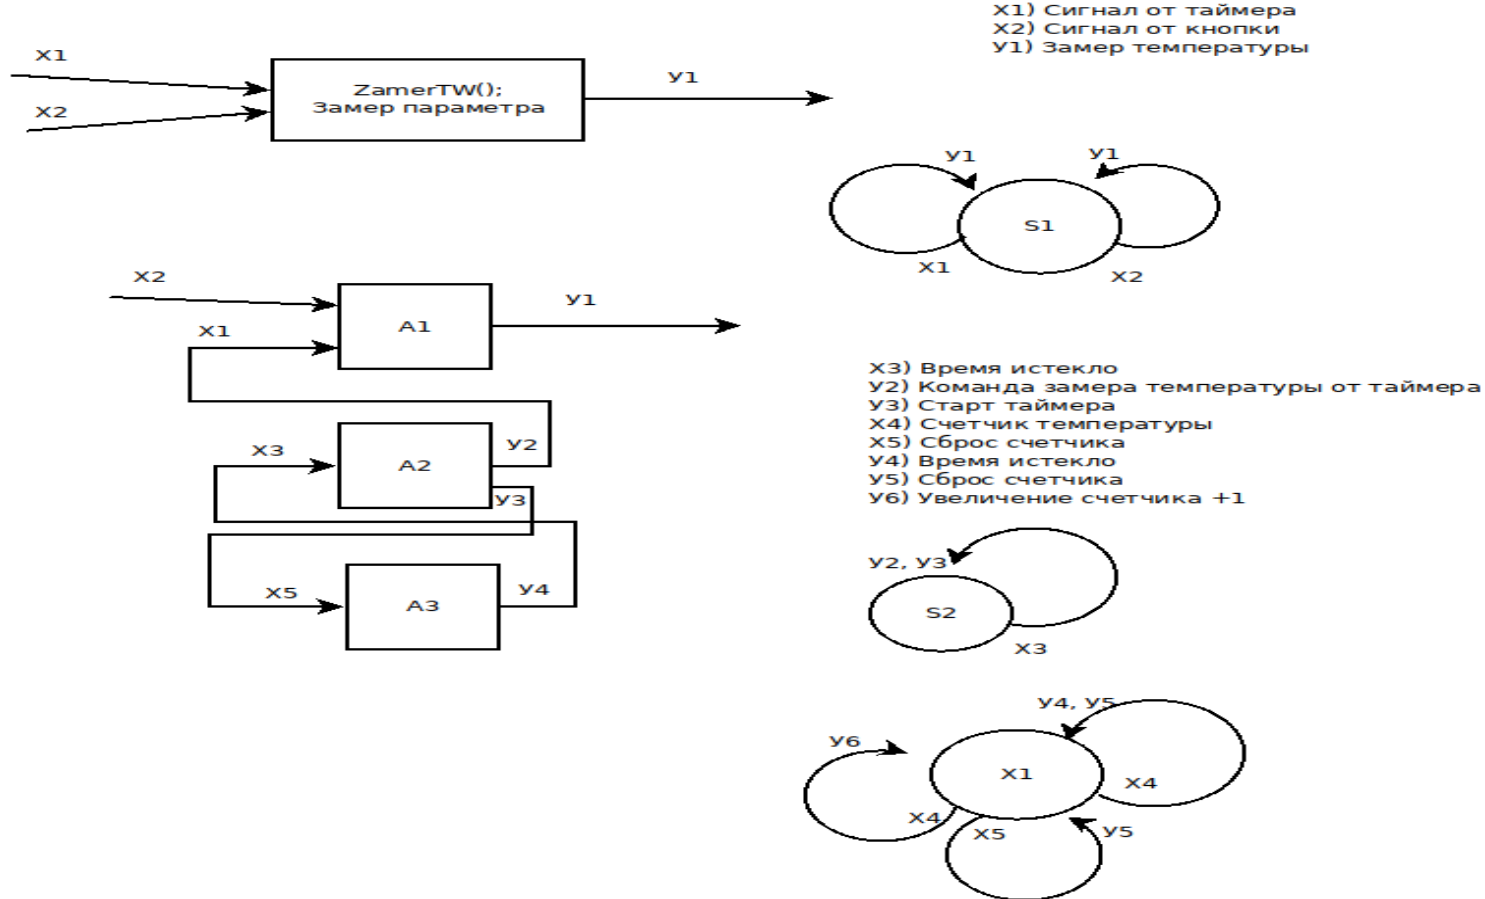 X1) Сигнал от таймера
X2) Сигнал от кнопки
У1) Замер температуры
X1
X2
ZamerTW();
Замер параметра
У1
У1
У1
S1
X1
X2
X2
X1
A1
У1
X3
A2
У2
У3
X5
A3
У4
X3) Время истекло
У2) Команда замера температуры от таймера
У3) Старт таймера
X4) Счетчик температуры
X5) Сброс счетчика
У4) Время истекло
У5) Сброс счетчика
У6) Увеличение счетчика +1
У2, У3
S2
X3
У4, У5
У6
X1
X4
X4
X5
У5